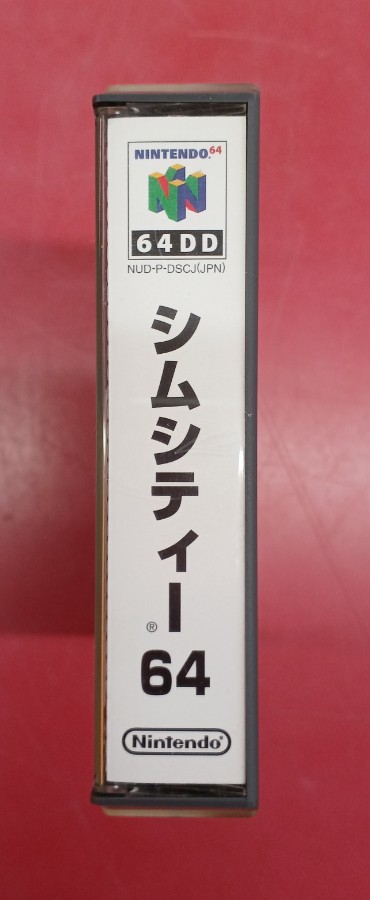 NINTENDO64
64DD
NUD-P-DSCJ(JPN)
シムシティー®
64
Nintendo®